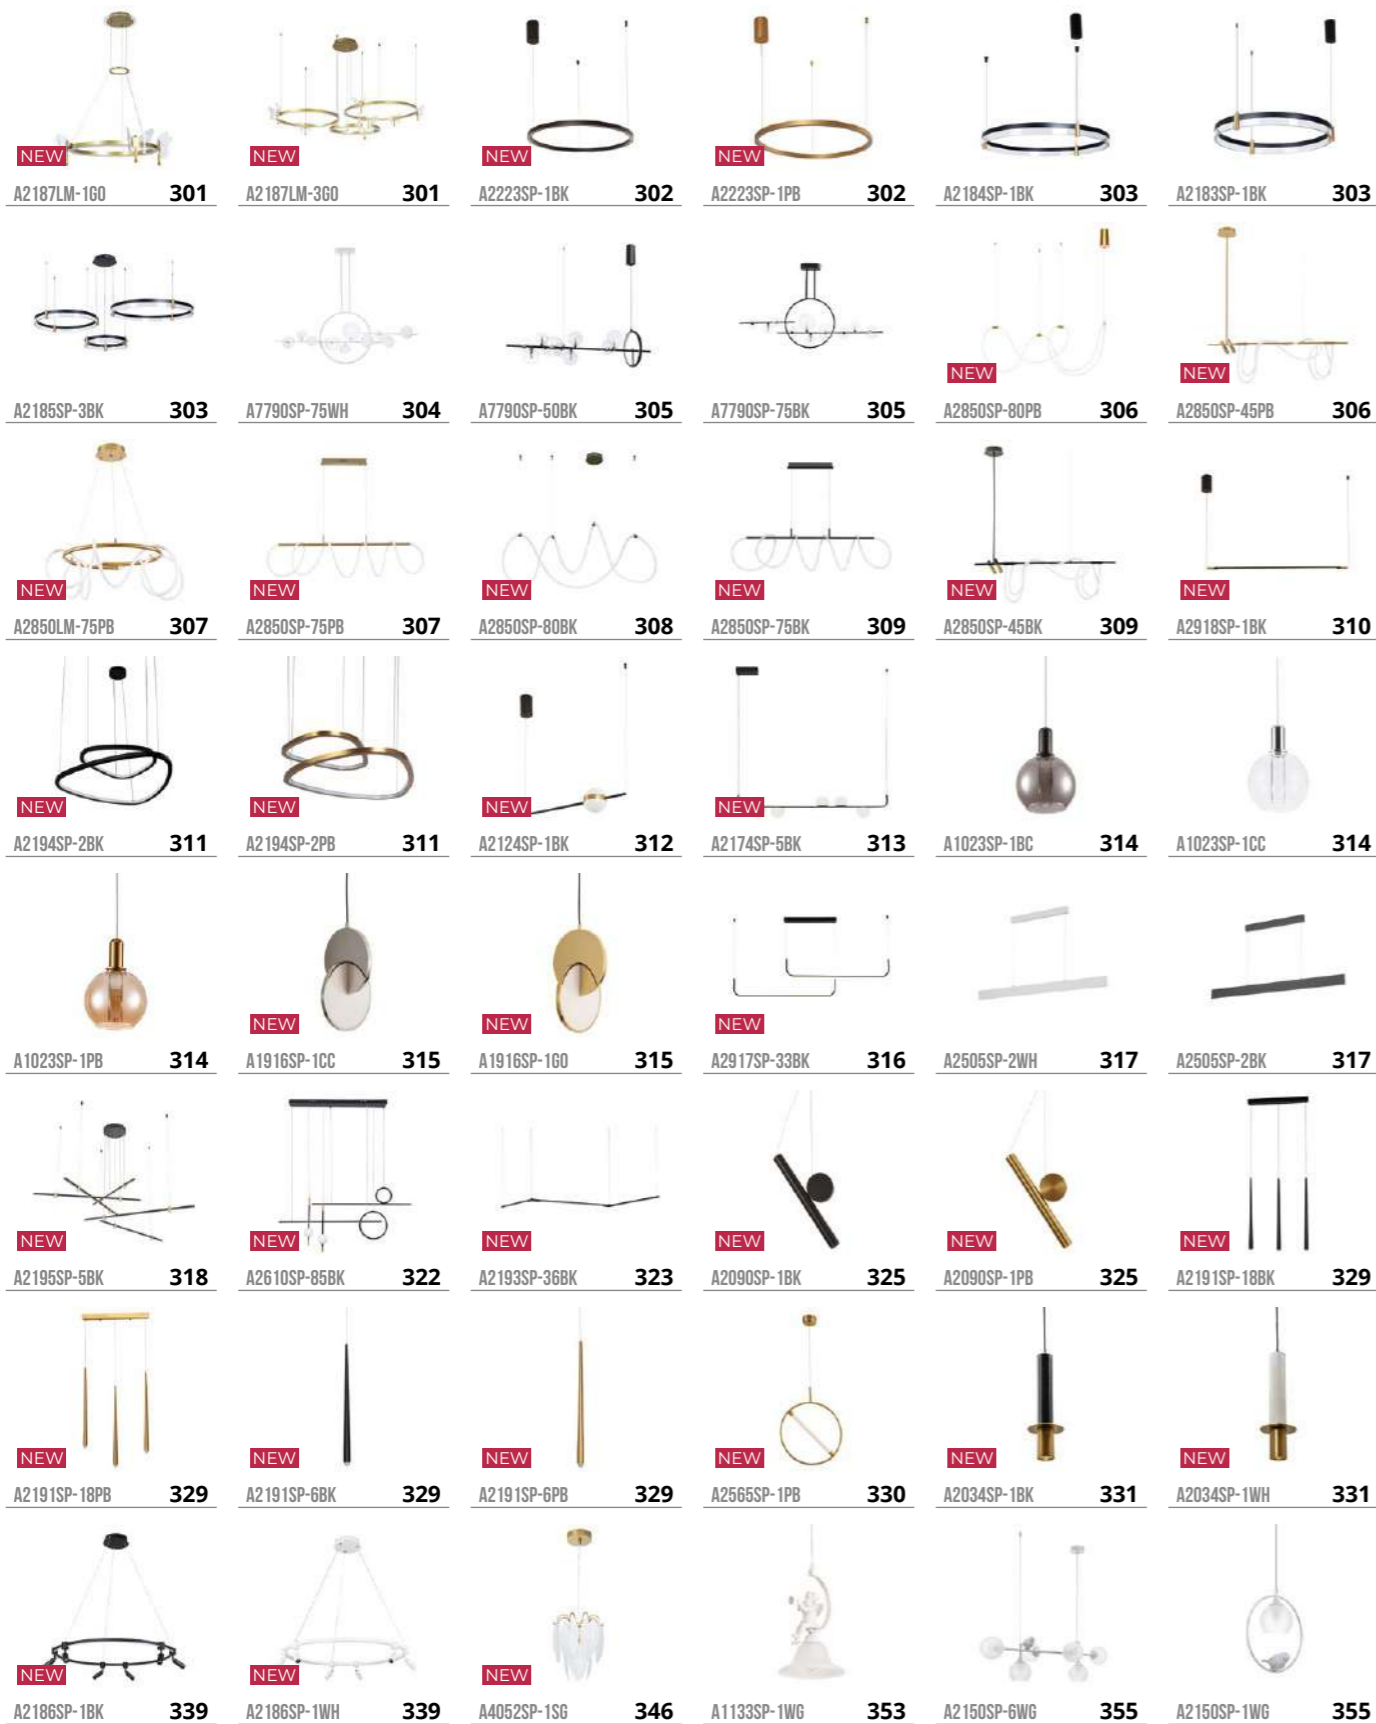 NEW NEW NEW NEW
A2187LM-1GO 301 A2187LM-3GO 301 A2223SP-1BK 302 A2223SP-1PB 302 A2184SP-1BK 303 A2183SP-1BK 303
NEW NEW
A2185SP-3BK 303 A7790SP-75WH 304 A7790SP-50BK 305 A7790SP-75BK 305 A2850SP-80PB 306 A2850SP-45PB 306
NEW NEW NEW NEW NEW NEW
A2850LM-75PB 307 A2850SP-75PB 307 A2850SP-80BK 308 A2850SP-75BK 309 A2850SP-45BK 309 A2918SP-1BK 310
NEW NEW NEW NEW
A2194SP-2BK 311 A2194SP-2PB 311 A2124SP-1BK 312 A2174SP-5BK 313 A1023SP-1BC 314 A1023SP-1CC 314
NEW NEW NEW
A1023SP-1PB 314 A1916SP-1CC 315 A1916SP-1GO 315 A2917SP-33BK 316 A2505SP-2WH 317 A2505SP-2BK 317
NEW NEW NEW NEW NEW NEW
A2195SP-5BK 318 A2610SP-85BK 322 A2193SP-36BK 323 A2090SP-1BK 325 A2090SP-1PB 325 A2191SP-18BK 329
NEW NEW NEW NEW NEW NEW
A2191SP-18PB 329 A2191SP-6BK 329 A2191SP-6PB 329 A2565SP-1PB 330 A2034SP-1BK 331 A2034SP-1WH 331
NEW NEW NEW
A2186SP-1BK 339 A2186SP-1WH 339 A4052SP-1SG 346 A1133SP-1WG 353 A2150SP-6WG 355 A2150SP-1WG 355